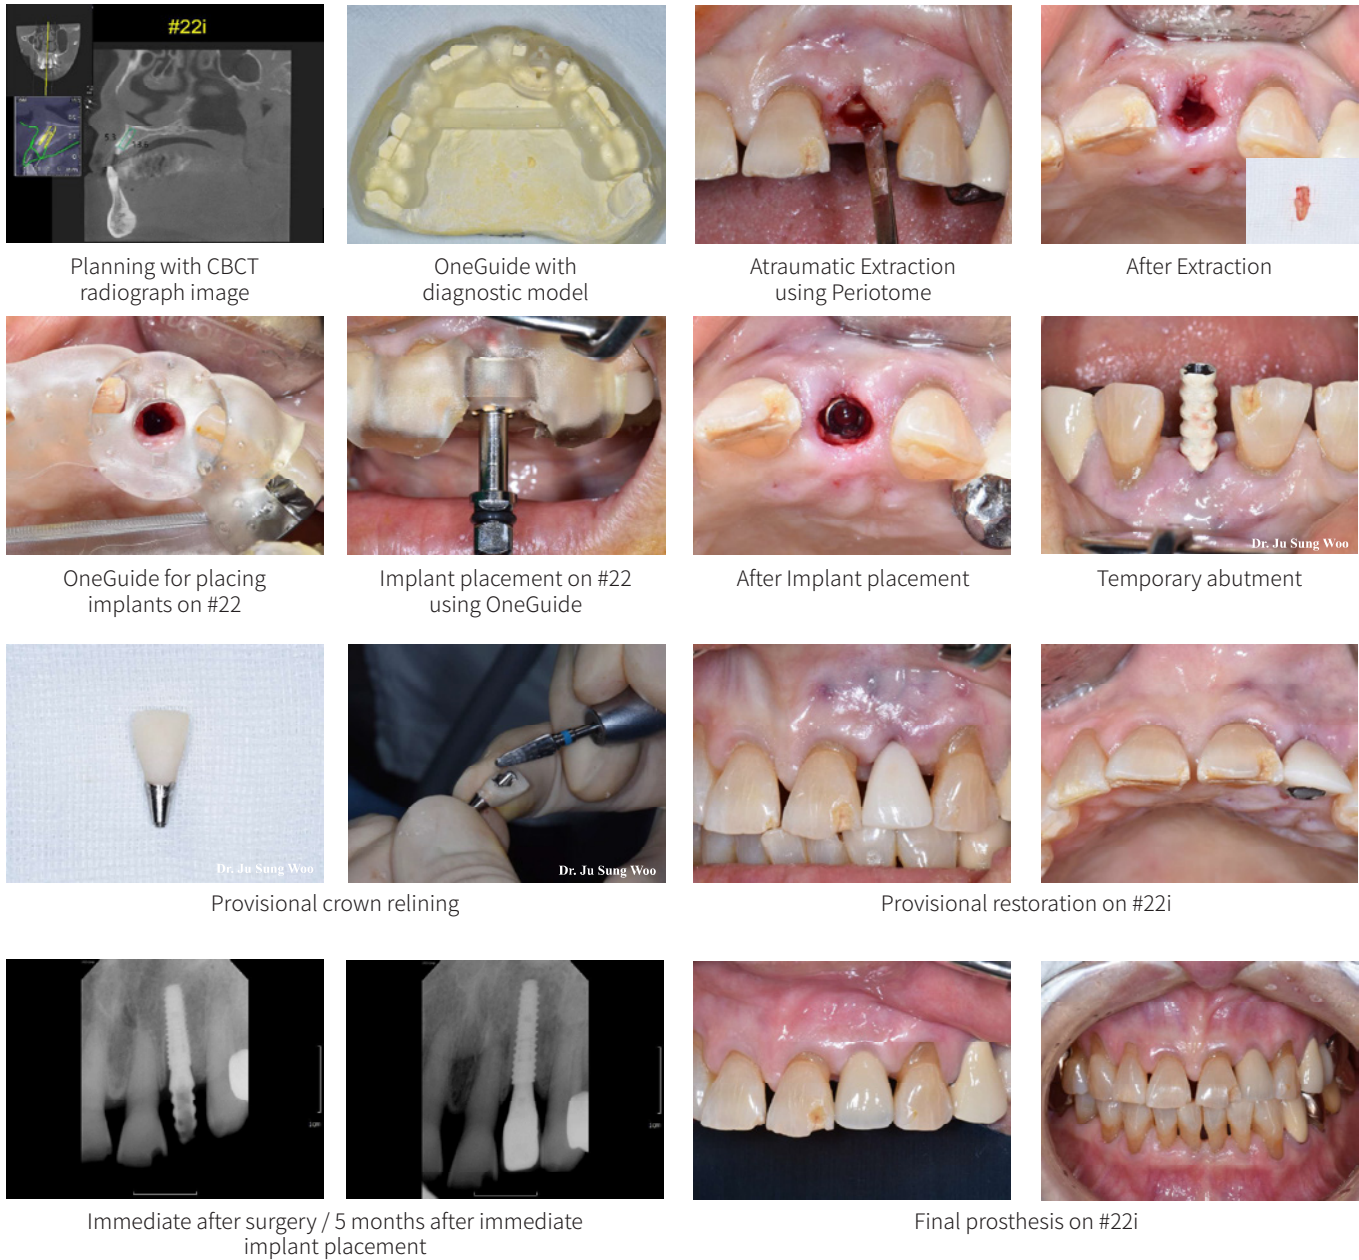 #22i
5.3
Planning with CBCT
radiograph image
OneGuide with
diagnostic model
Atraumatic Extraction
using Periotome
After Extraction
OneGuide for placing
implants on #22
Implant placement on #22
using OneGuide
After Implant placement
Dr. Ju Sung Woo
Temporary abutment
Dr. Ju Sung Woo
Dr. Ju Sung Woo
Provisional crown relining
Provisional restoration on #22i
Immediate after surgery / 5 months after immediate
implant placement
Final prosthesis on #22i